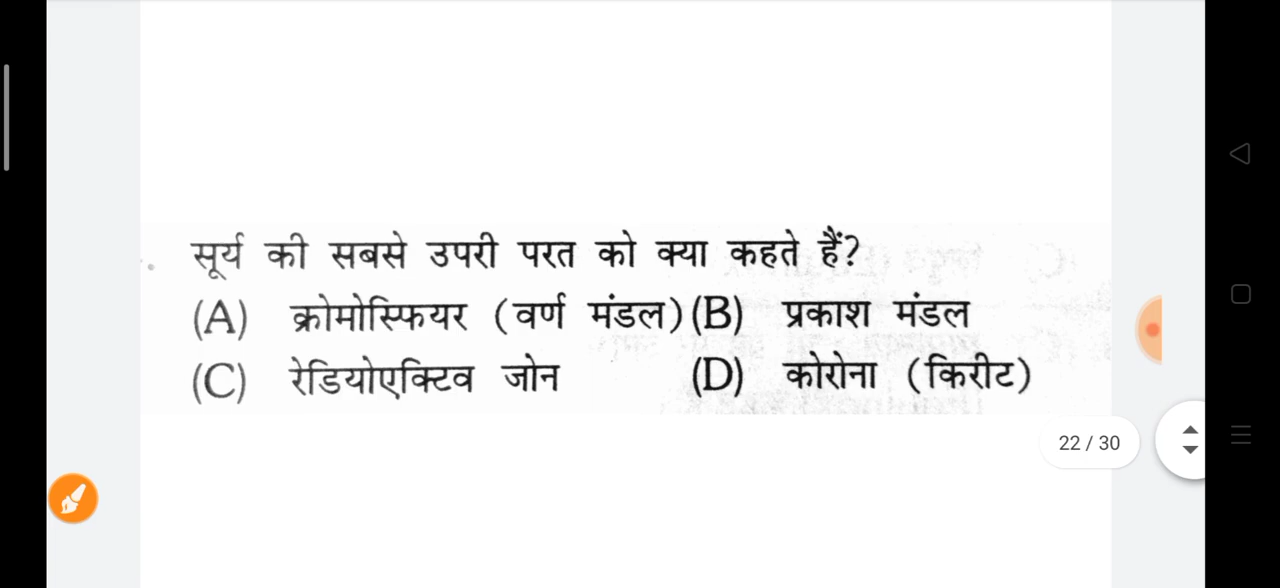 सूर्य की सबसे उपरी परत को क्या कहते हैं?
(A) क्रोमोस्फियर (वर्ण मंडल) (B) प्रकाश मंडल
(C) रेडियोएक्टिव जोन (D) कोरोना (किरीट)
22 / 30